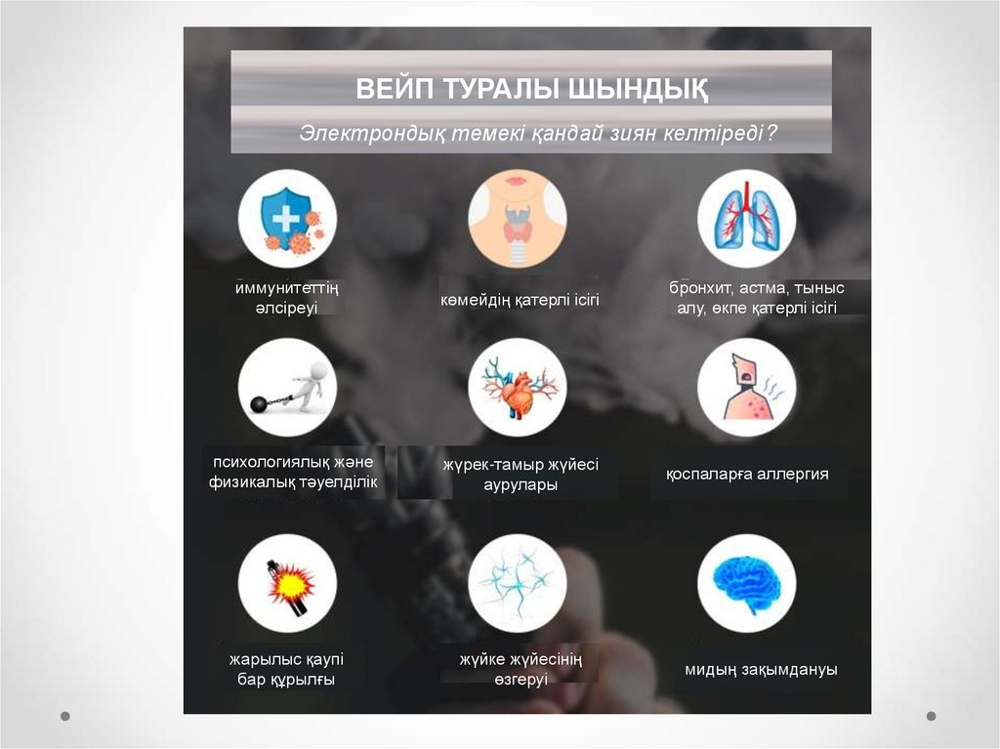 ВЕЙП ТУРАЛЫ ШЫНДЫҚ
Электрондық темекі қандай зиян келтіреді?
иммунитеттің
әлсіреуі
көмейдің қатерлі ісігі
бронхит, астма, тыныс
алу, өкпе қатерлі ісігі
психологиялық және
физикалық тәуелділік
жүрек-тамыр жүйесі
аурулары
қоспаларға аллергия
жарылыс қаупі
бар құрылғы
жүйке жүйесінің
өзгеруі
мидың зақымдануы